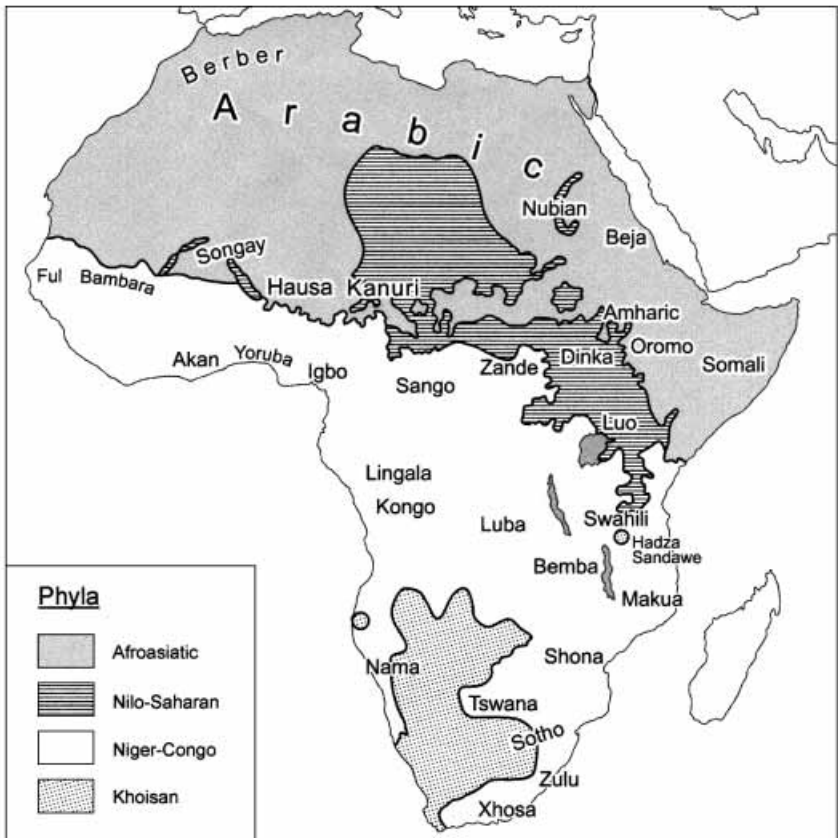 Berber
Arabic
Nubian
Beja
Songay
Ful Bambara
Hausa Kanuri
Amharic
Akan Yoruba Igbo
Sango
Zande
Diñka
Oromo
Somali
Luo
Lingala
Kongo
Luba
Swahili
Hadza
Sandawe
Bemba
Makua
Nama
Shona
Tswana
Sotho
Zulu
Xhosa
Phyla
Afroasiatic
Nilo-Saharan
Niger-Congo
Khoisan